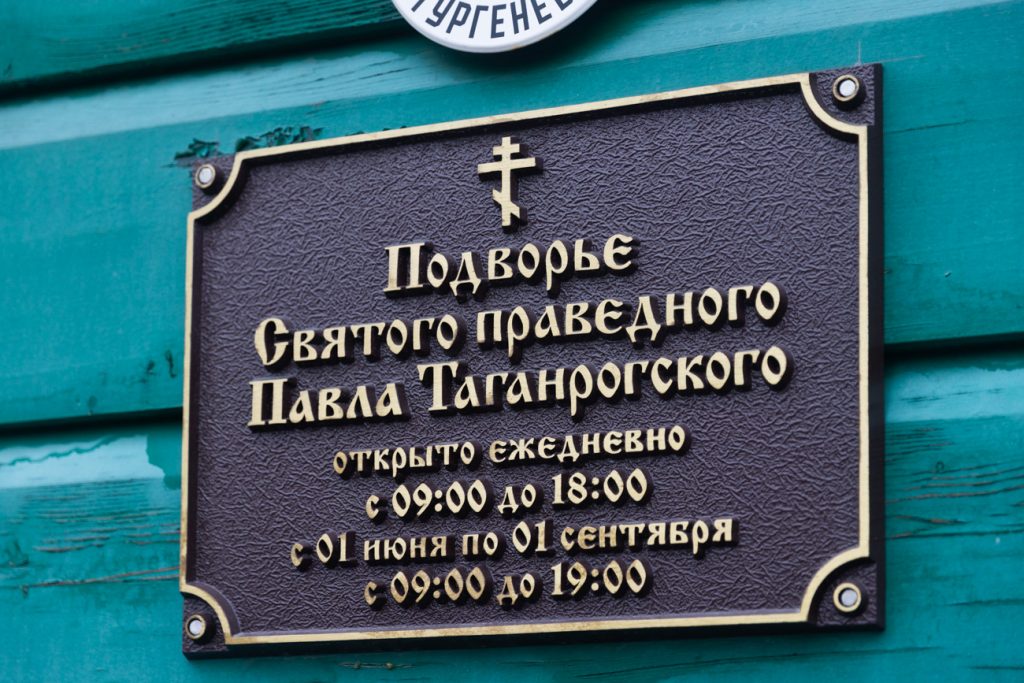 Подворье
Святого праведного
Павла Таганрогского
открыто ежедневно
с 09:00 до 18:00
с 01 июня по 01 сентября
с 09:00 до 19:00